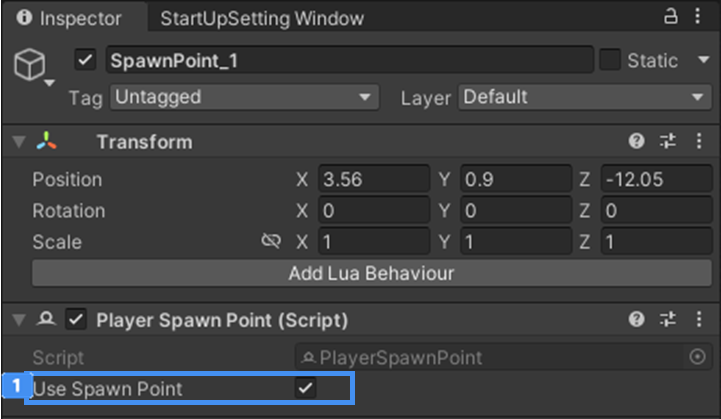 Inspector StartUpSetting Window
SpawnPoint_1 Static
Tag Untagged Layer Default
Transform
Position X 3.56 Y 0.9 Z -12.05
Rotation X 0 Y 0 Z 0
Scale X 1 Y 1 Z 1
Add Lua Behaviour
Player Spawn Point (Script)
Script PlayerSpawnPoint
1 Use Spawn Point